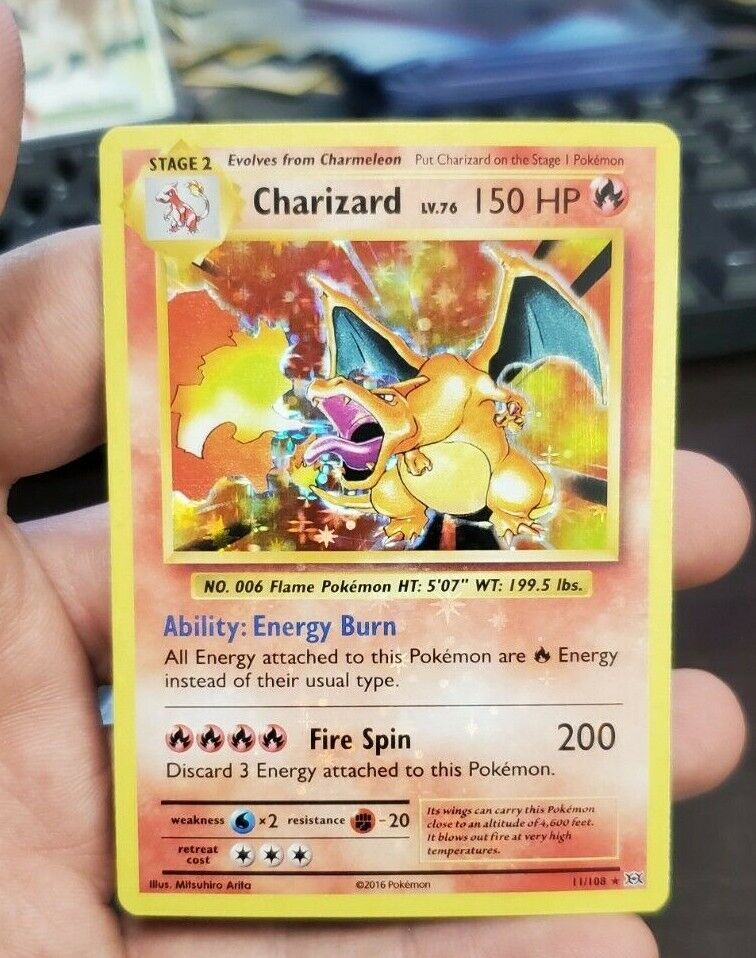 STAGE 2 Evolves from Charmeleon Put Charizard on the Stage 1 Pokémon
Charizard LV.76 150 HP
NO. 006 Flame Pokémon HT: 5'07" WT: 199.5 lbs.
Ability: Energy Burn
All Energy attached to this Pokémon are Energy
instead of their usual type.
Fire Spin 200
Discard 3 Energy attached to this Pokémon.
weakness ×2 resistance -20
retreat
cost
Its wings can carry this Pokémon
close to an altitude of 4,600 feet.
It blows out fire at very high
temperatures.
Illus. Mitsuhiro Arita ©2016 Pokémon 11/108 ★